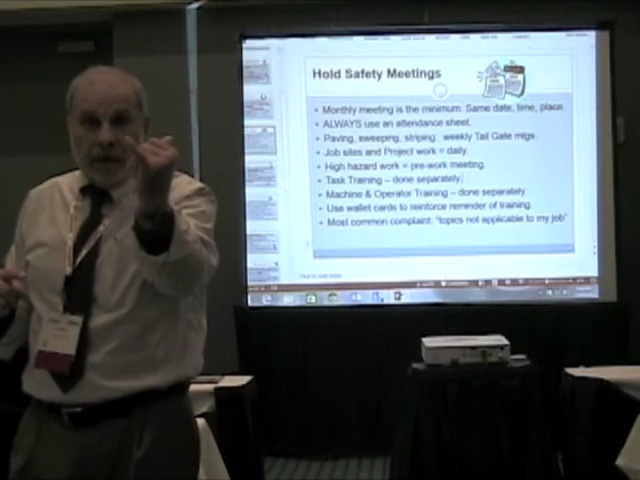 Hold Safety Meetings
• Monthly meeting is the minimum. Same date, time, place.
• ALWAYS use an attendance sheet.
• Paving, sweeping, striping: weekly Tail Gate mtgs.
• Job sites and Project work = daily.
• High hazard work = pre-work meeting.
• Task Training – done separately.
• Machine & Operator Training – done separately.
• Use wallet cards to reinforce reminder of training.
• Most common complaint: "topics not applicable to my job"